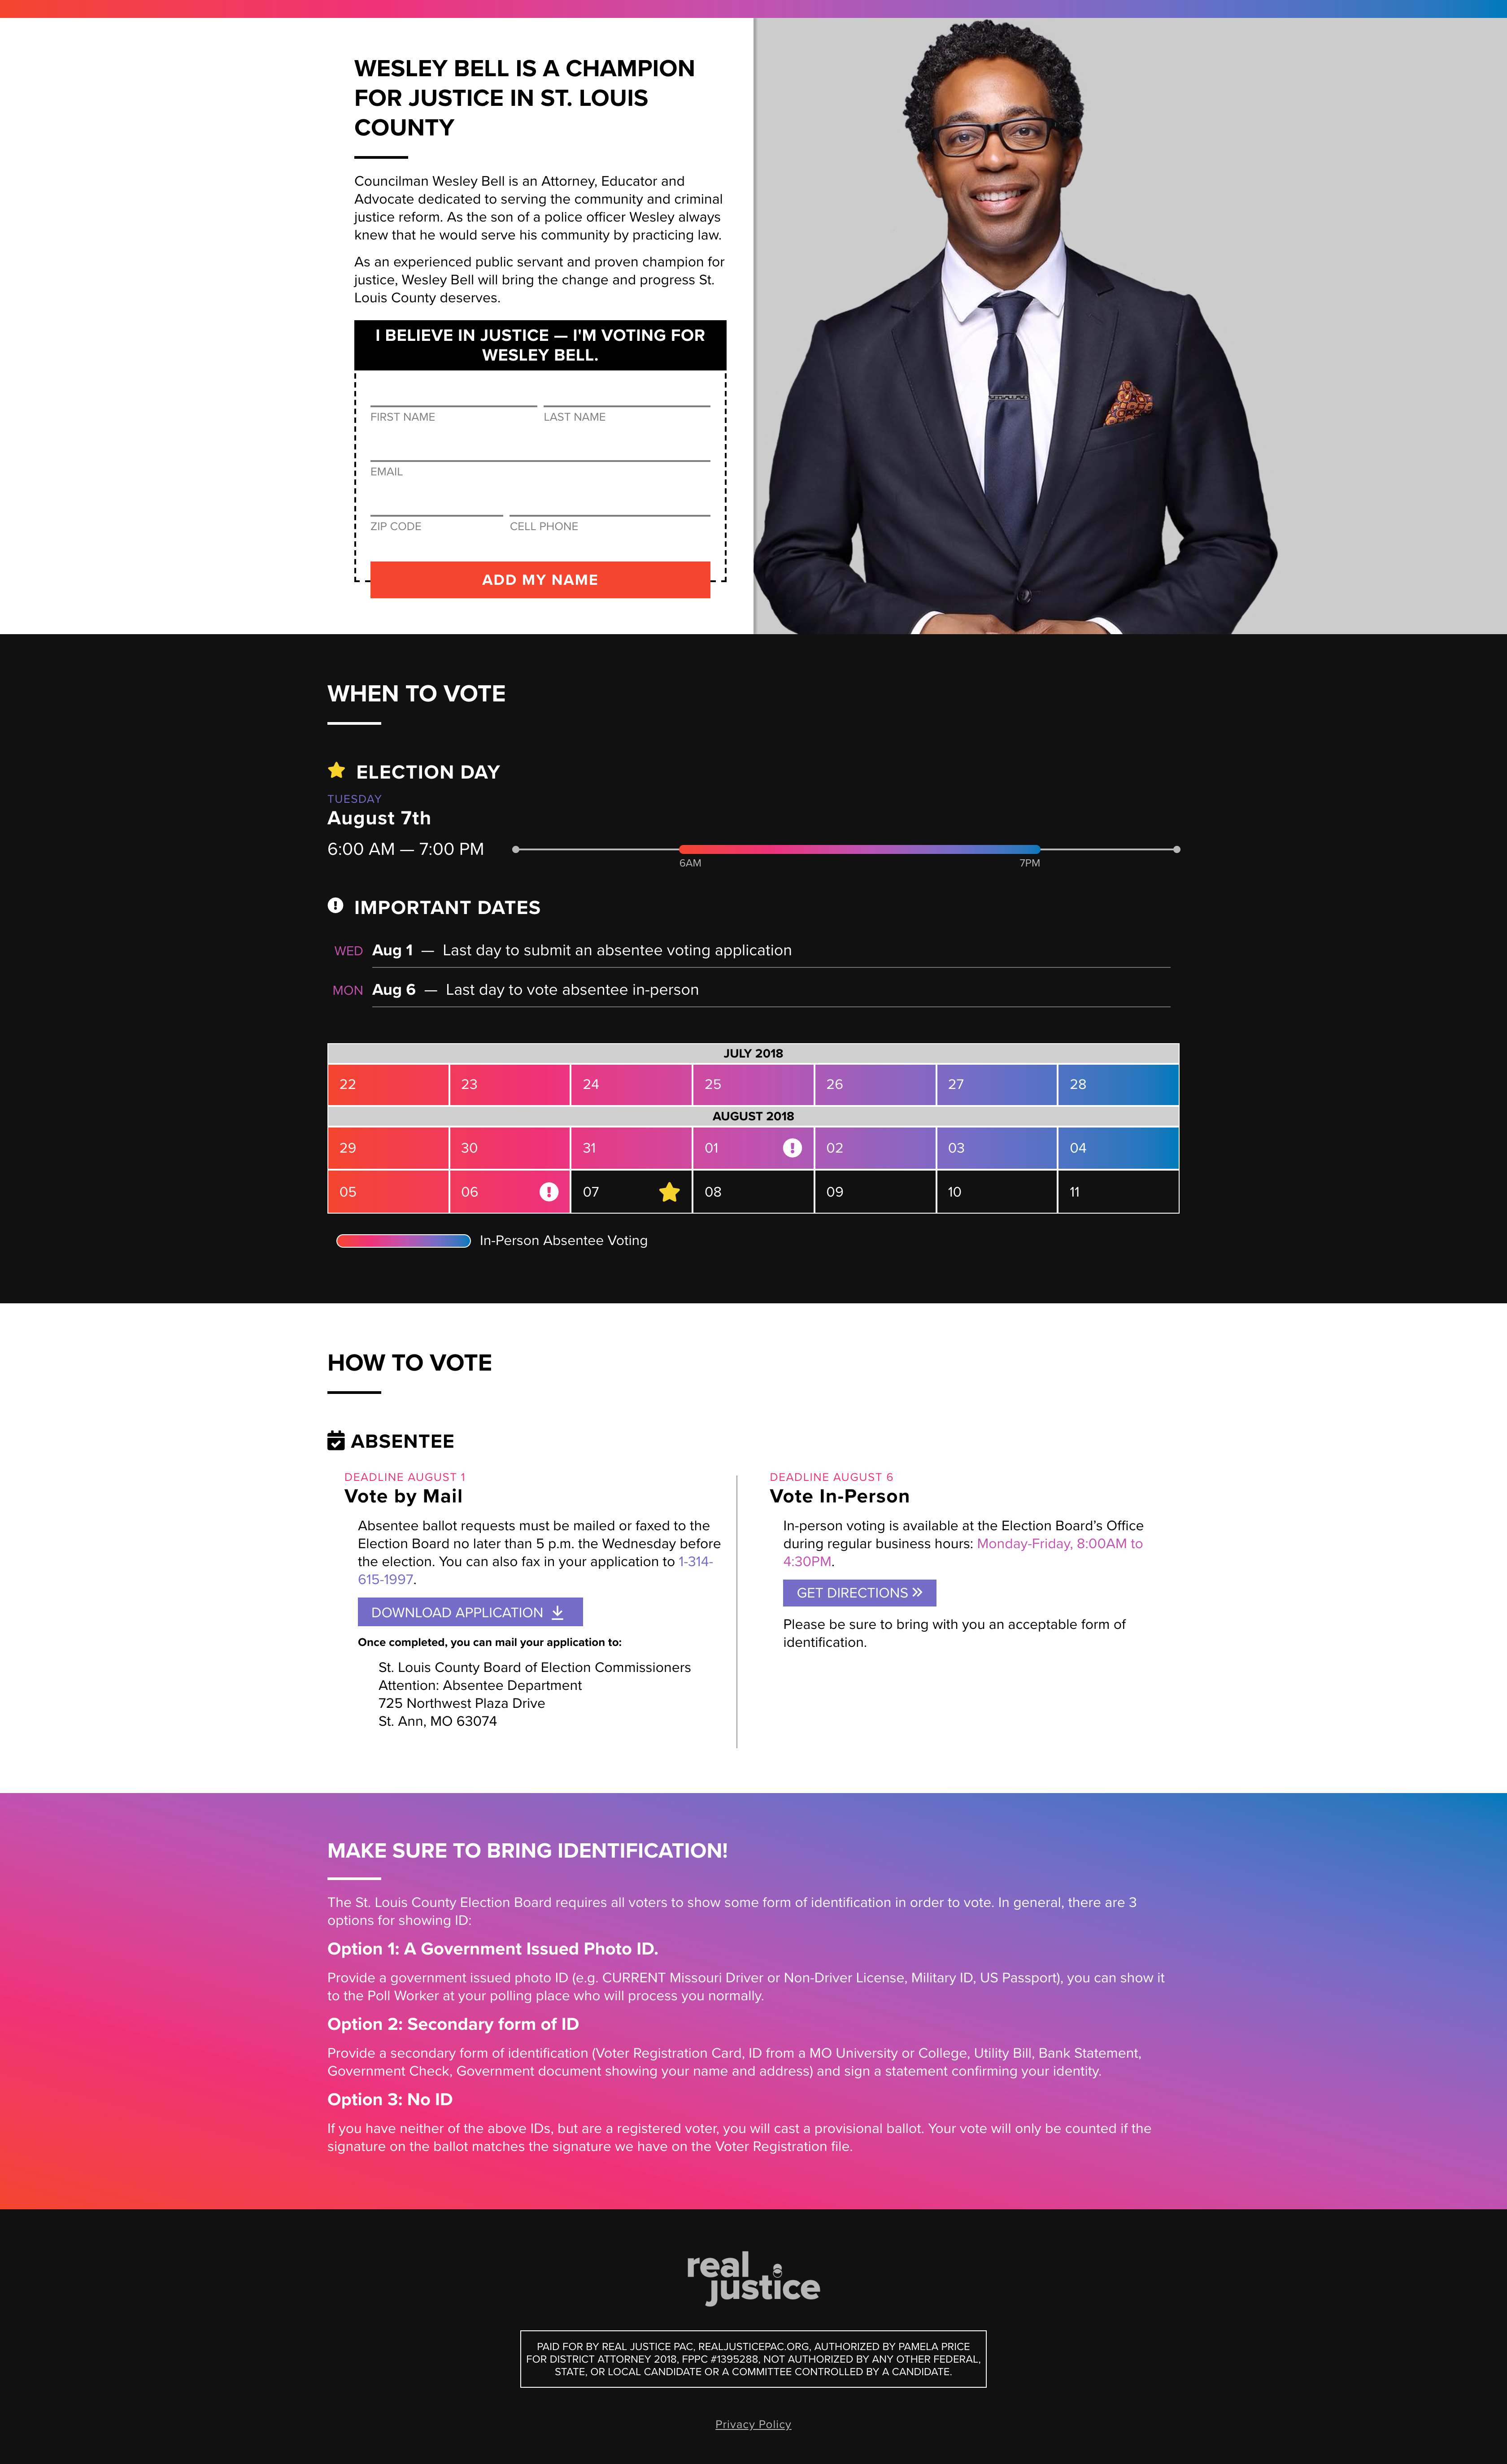 WESLEY BELL IS A CHAMPION
FOR JUSTICE IN ST. LOUIS
COUNTY
Councilman Wesley Bell is an Attorney, Educator and
Advocate dedicated to serving the community and criminal
justice reform. As the son of a police officer Wesley always
knew that he would serve his community by practicing law.
As an experienced public servant and proven champion for
justice, Wesley Bell will bring the change and progress St.
Louis County deserves.
I BELIEVE IN JUSTICE — I'M VOTING FOR
WESLEY BELL.
FIRST NAME LAST NAME
EMAIL
ZIP CODE CELL PHONE
ADD MY NAME
WHEN TO VOTE
ELECTION DAY
TUESDAY
August 7th
6:00 AM — 7:00 PM
6AM 7PM
IMPORTANT DATES
WED Aug 1 — Last day to submit an absentee voting application
MON Aug 6 — Last day to vote absentee in-person
JULY 2018
22 23 24 25 26 27 28
AUGUST 2018
29 30 31 01 02 03 04
05 06 07 08 09 10 11
In-Person Absentee Voting
HOW TO VOTE
ABSENTEE
DEADLINE AUGUST 1
Vote by Mail
Absentee ballot requests must be mailed or faxed to the
Election Board no later than 5 p.m. the Wednesday before
the election. You can also fax in your application to 1-314-
615-1997.
DOWNLOAD APPLICATION
Once completed, you can mail your application to:
St. Louis County Board of Election Commissioners
Attention: Absentee Department
725 Northwest Plaza Drive
St. Ann, MO 63074
DEADLINE AUGUST 6
Vote In-Person
In-person voting is available at the Election Board's Office
during regular business hours: Monday-Friday, 8:00AM to
4:30PM.
GET DIRECTIONS
Please be sure to bring with you an acceptable form of
identification.
MAKE SURE TO BRING IDENTIFICATION!
The St. Louis County Election Board requires all voters to show some form of identification in order to vote. In general, there are 3
options for showing ID:
Option 1: A Government Issued Photo ID.
Provide a government issued photo ID (e.g. CURRENT Missouri Driver or Non-Driver License, Military ID, US Passport), you can show it
to the Poll Worker at your polling place who will process you normally.
Option 2: Secondary form of ID
Provide a secondary form of identification (Voter Registration Card, ID from a MO University or College, Utility Bill, Bank Statement,
Government Check, Government document showing your name and address) and sign a statement confirming your identity.
Option 3: No ID
If you have neither of the above IDs, but are a registered voter, you will cast a provisional ballot. Your vote will only be counted if the
signature on the ballot matches the signature we have on the Voter Registration file.
real
justice
PAID FOR BY REAL JUSTICE PAC, REALJUSTICEPAC.ORG, AUTHORIZED BY PAMELA PRICE
FOR DISTRICT ATTORNEY 2018, FPPC #1395288, NOT AUTHORIZED BY ANY OTHER FEDERAL,
STATE, OR LOCAL CANDIDATE OR A COMMITTEE CONTROLLED BY A CANDIDATE.
Privacy Policy